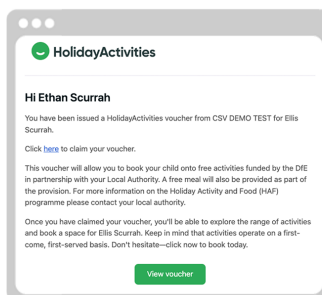 HolidayActivities
Hi Ethan Scurrah
You have been issued a HolidayActivities voucher from CSV DEMO TEST for Ellis
Scurrah.
Click here to claim your voucher.
This voucher will allow you to book your child onto free activities funded by the DfE
in partnership with your Local Authority. A free meal will also be provided as part of
the provision. For more information on the Holiday Activity and Food (HAF)
programme please contact your local authority.
Once you have claimed your voucher, you'll be able to explore the range of activities
and book a space for Ellis Scurrah. Keep in mind that activities operate on a first-
come, first-served basis. Don't hesitate—click now to book today.
View voucher